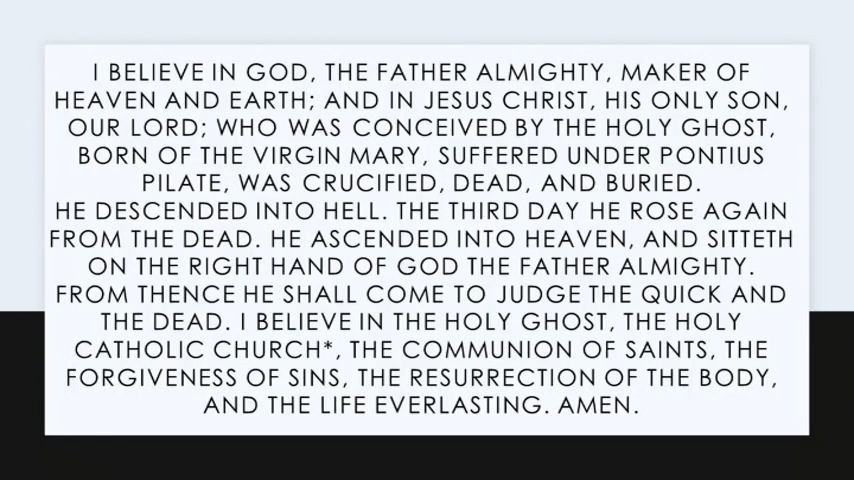 I BELIEVE IN GOD, THE FATHER ALMIGHTY, MAKER OF
HEAVEN AND EARTH; AND IN JESUS CHRIST, HIS ONLY SON,
OUR LORD; WHO WAS CONCEIVED BY THE HOLY GHOST,
BORN OF THE VIRGIN MARY, SUFFERED UNDER PONTIUS
PILATE, WAS CRUCIFIED, DEAD, AND BURIED.
HE DESCENDED INTO HELL. THE THIRD DAY HE ROSE AGAIN
FROM THE DEAD. HE ASCENDED INTO HEAVEN, AND SITTETH
ON THE RIGHT HAND OF GOD THE FATHER ALMIGHTY.
FROM THENCE HE SHALL COME TO JUDGE THE QUICK AND
THE DEAD. I BELIEVE IN THE HOLY GHOST, THE HOLY
CATHOLIC CHURCH*, THE COMMUNION OF SAINTS, THE
FORGIVENESS OF SINS, THE RESURRECTION OF THE BODY,
AND THE LIFE EVERLASTING. AMEN.